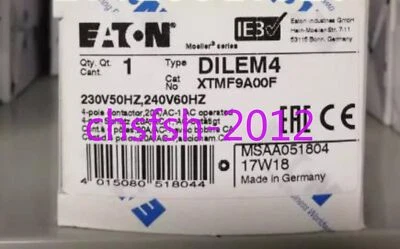 EATON
IE3✓
Moeller® series
Eaton Industries GmbH
Hein-Moeller-Str. 7/11
53115 Bonn / Germany
Qty. Qt. Cant. 1
Type DILEM4
Cat No XTMF9A00F
230V50HZ,240V60HZ
4-pole contactor, 20A/AC-1, AC operated
chsfsh-2012
EAC CE
MSAA051804
17W18
Made in Germany
4 015080 518044